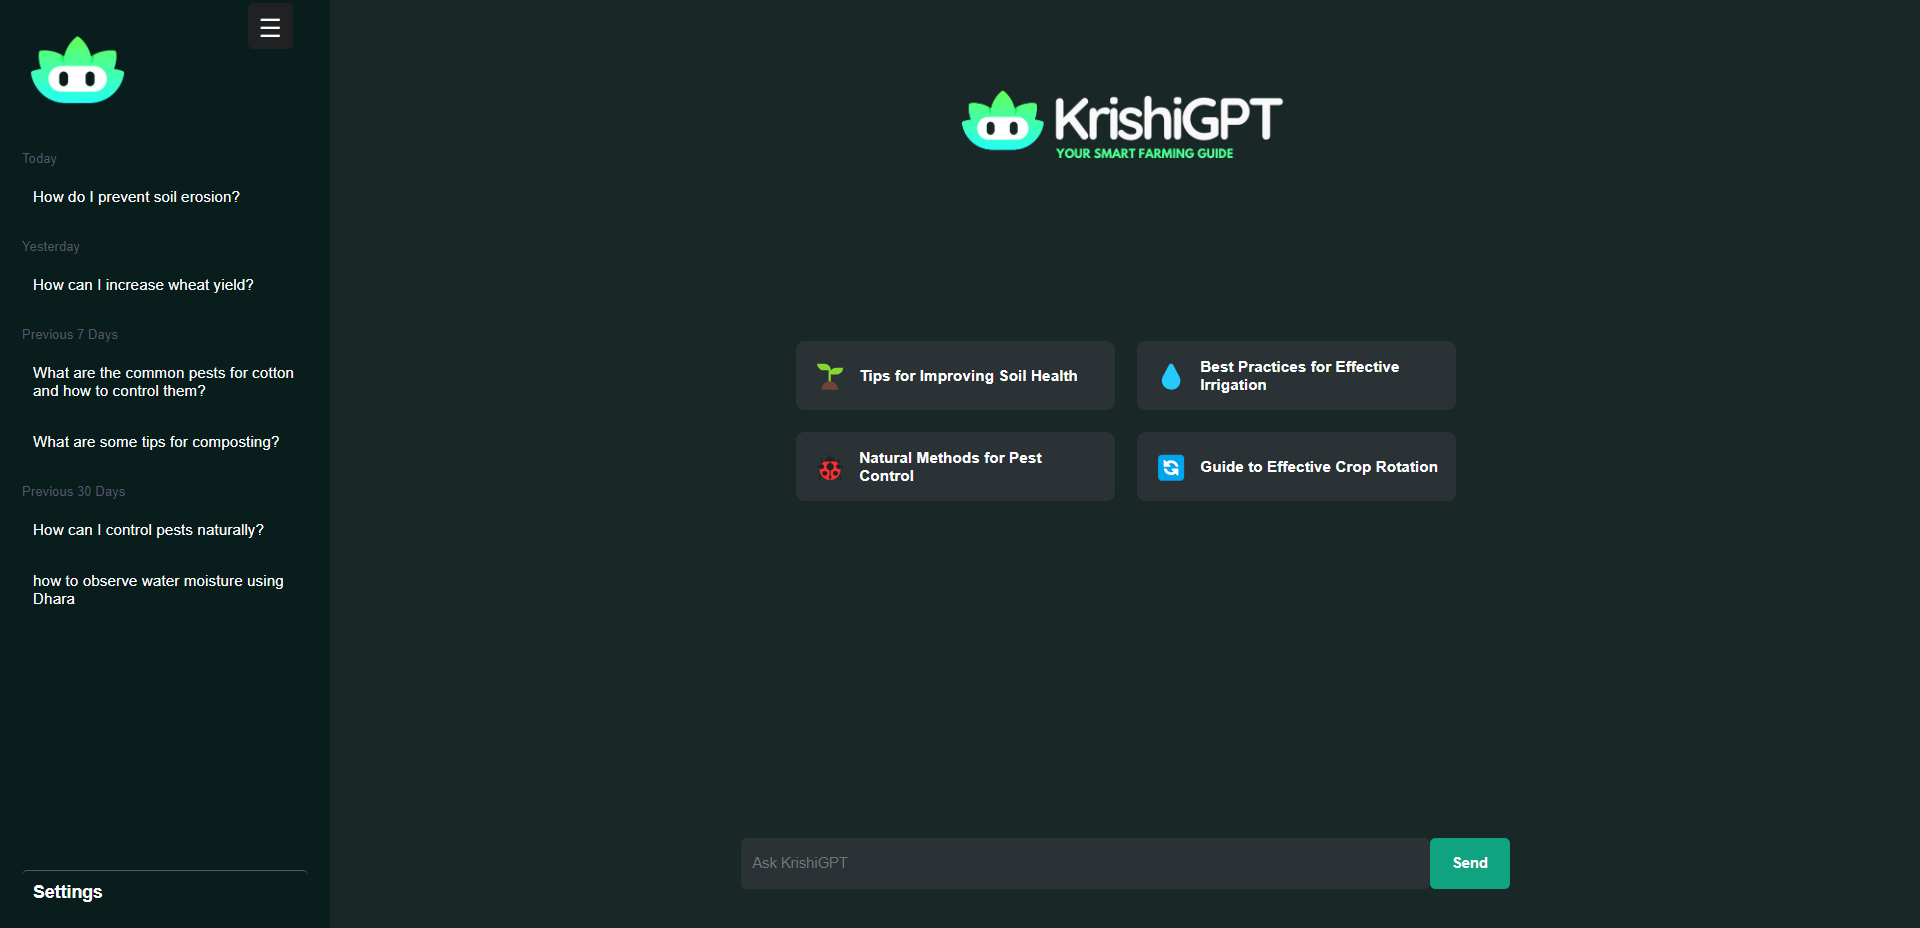 Today
How do I prevent soil erosion?
Yesterday
How can I increase wheat yield?
Previous 7 Days
What are the common pests for cotton
and how to control them?
What are some tips for composting?
Previous 30 Days
How can I control pests naturally?
how to observe water moisture using
Dhara
Settings
KrishiGPT
YOUR SMART FARMING GUIDE
Tips for Improving Soil Health
Best Practices for Effective
Irrigation
Natural Methods for Pest
Control
Guide to Effective Crop Rotation
Ask KrishiGPT
Send